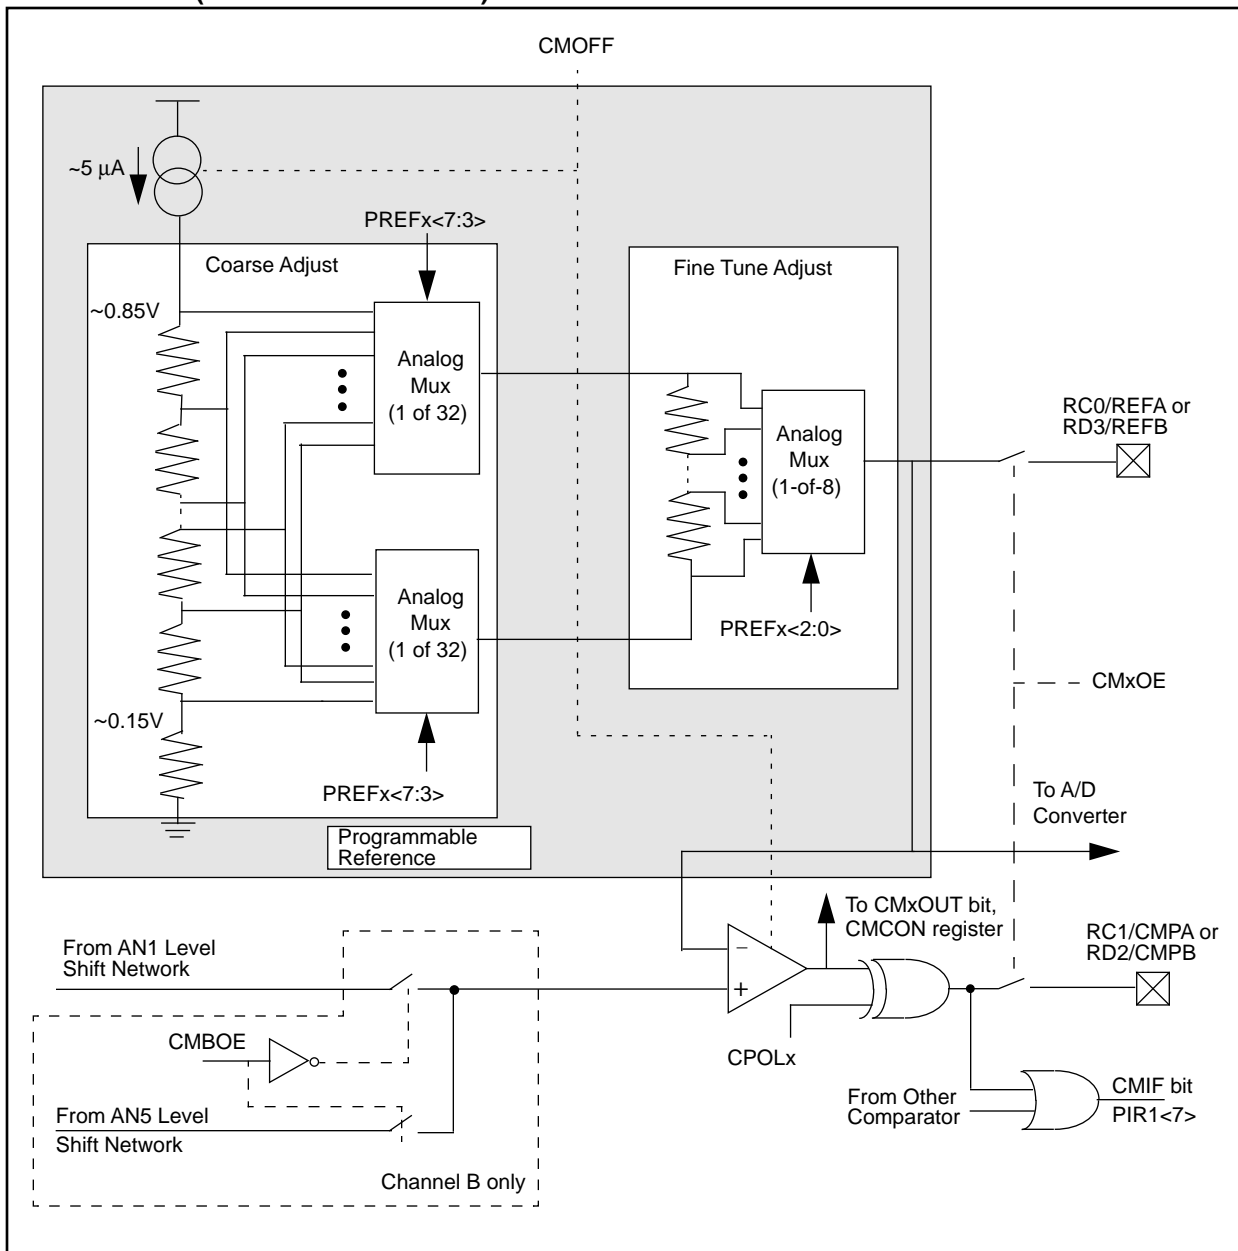 CMOFF
~5 µA
PREFx<7:3>
Coarse Adjust
Fine Tune Adjust
~0.85V
Analog
Mux
(1 of 32)
Analog
Mux
(1-of-8)
RC0/REFA or
RD3/REFB
Analog
Mux
(1 of 32)
PREFx<2:0>
CMxOE
~0.15V
PREFx<7:3>
To A/D
Converter
Programmable
Reference
To CMxOUT bit,
CMCON register
RC1/CMPA or
RD2/CMPB
From AN1 Level
Shift Network
−
+
CMBOE
CPOLx
From Other
Comparator
CMIF bit
PIR1<7>
From AN5 Level
Shift Network
Channel B only